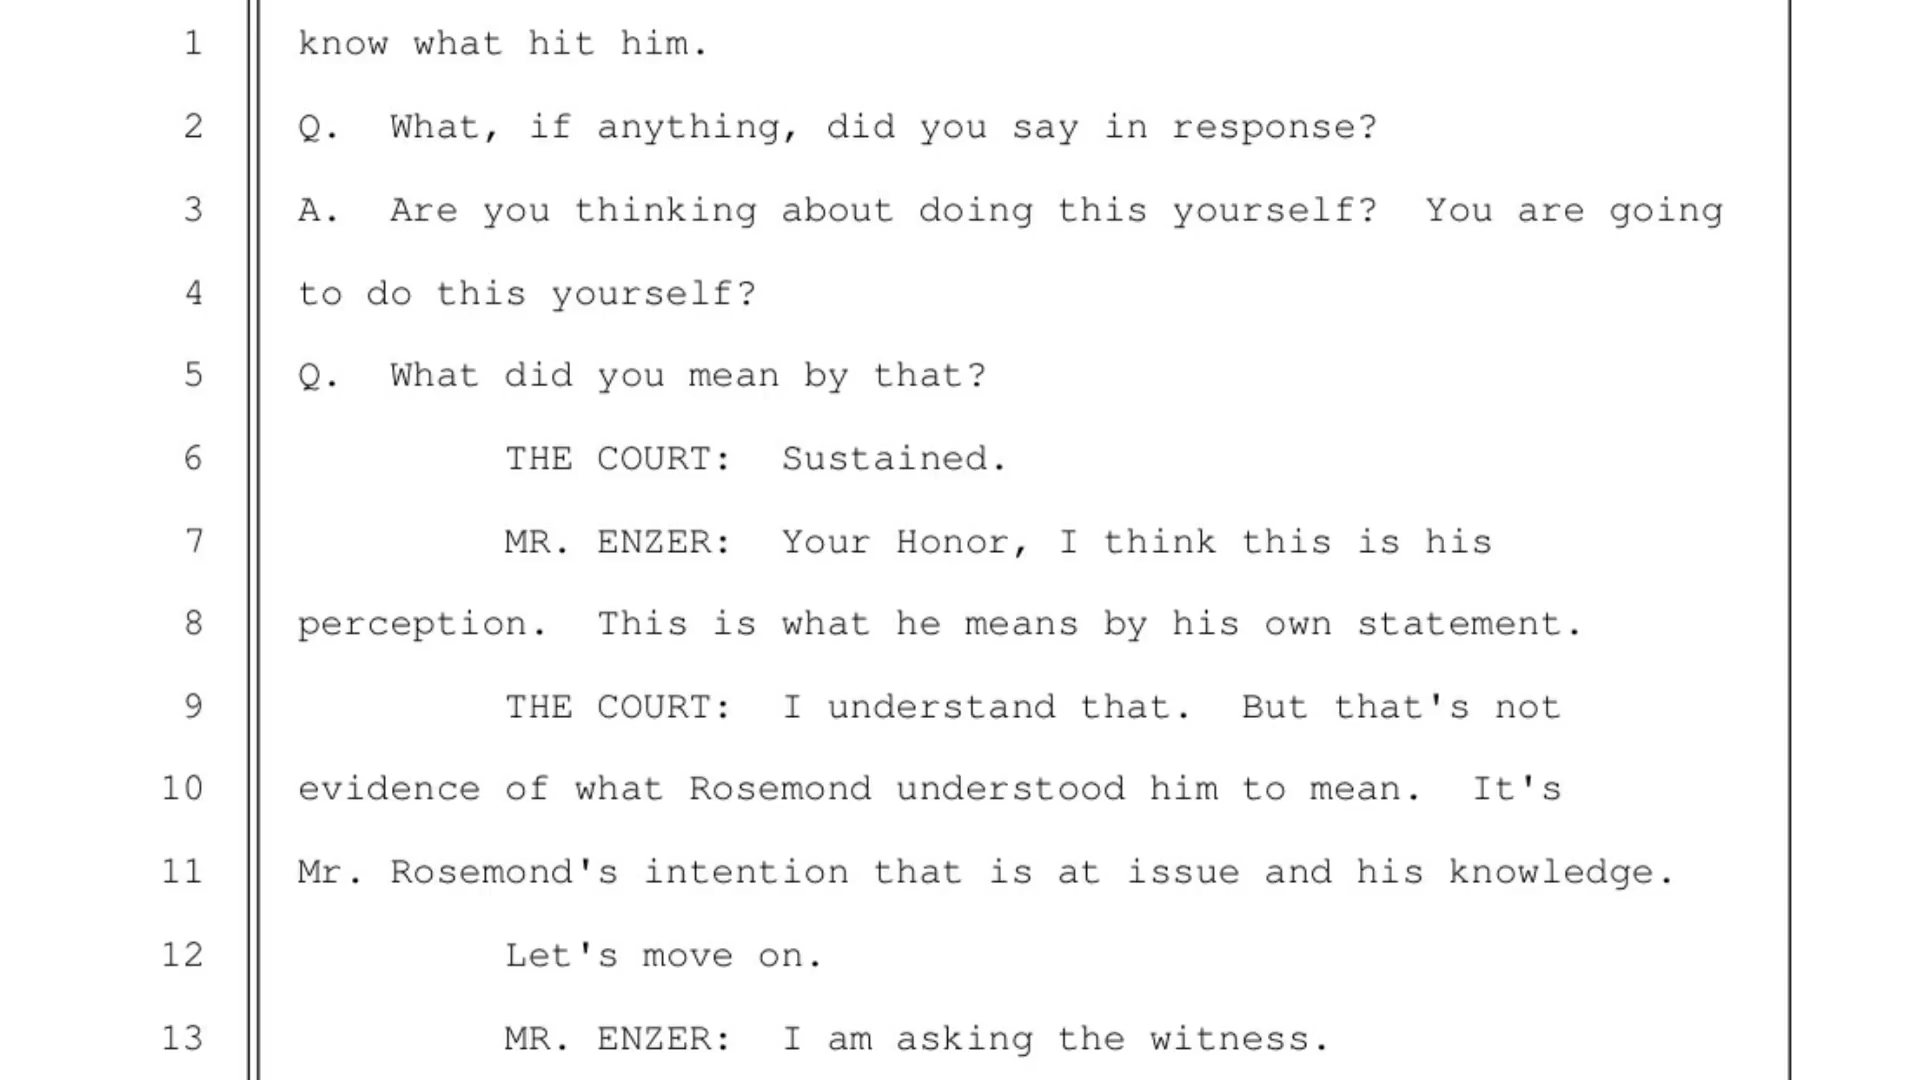 1 know what hit him.
2 Q. What, if anything, did you say in response?
3 A. Are you thinking about doing this yourself? You are going
4 to do this yourself?
5 Q. What did you mean by that?
6 THE COURT: Sustained.
7 MR. ENZER: Your Honor, I think this is his
8 perception. This is what he means by his own statement.
9 THE COURT: I understand that. But that's not
10 evidence of what Rosemond understood him to mean. It's
11 Mr. Rosemond's intention that is at issue and his knowledge.
12 Let's move on.
13 MR. ENZER: I am asking the witness.